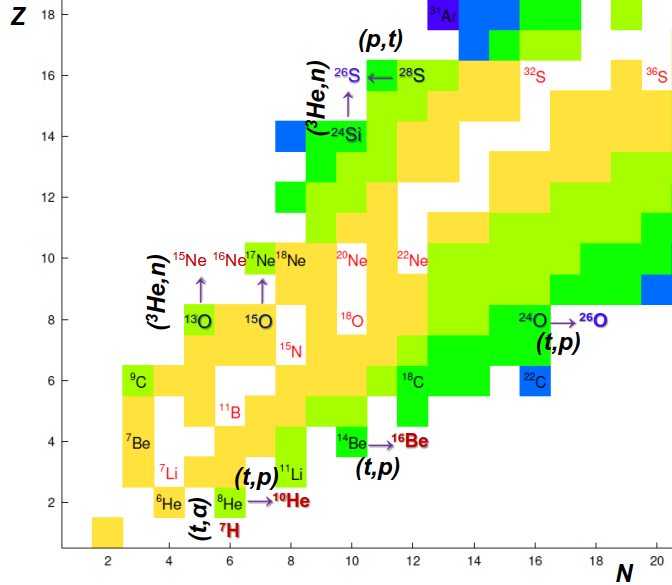 Z
18
³¹Ar
(p,t)
16
²⁶S
²⁸S
³²S
³⁶S
(³He,n)
14
²⁴Si
12
10
¹⁵Ne
¹⁶Ne
¹⁷Ne
¹⁸Ne
²⁰Ne
²²Ne
(³He,n)
8
¹³O
¹⁵O
¹⁸O
²⁴O
²⁶O
(t,p)
¹⁵N
6
⁹C
¹⁸C
²²C
¹¹B
4
⁷Be
¹⁴Be
¹⁶Be
(t,p)
⁷Li
(t,p)
¹¹Li
2
⁶He
(t,α)
⁸He
¹⁰He
⁷H
2 4 6 8 10 12 14 16 18 20
N